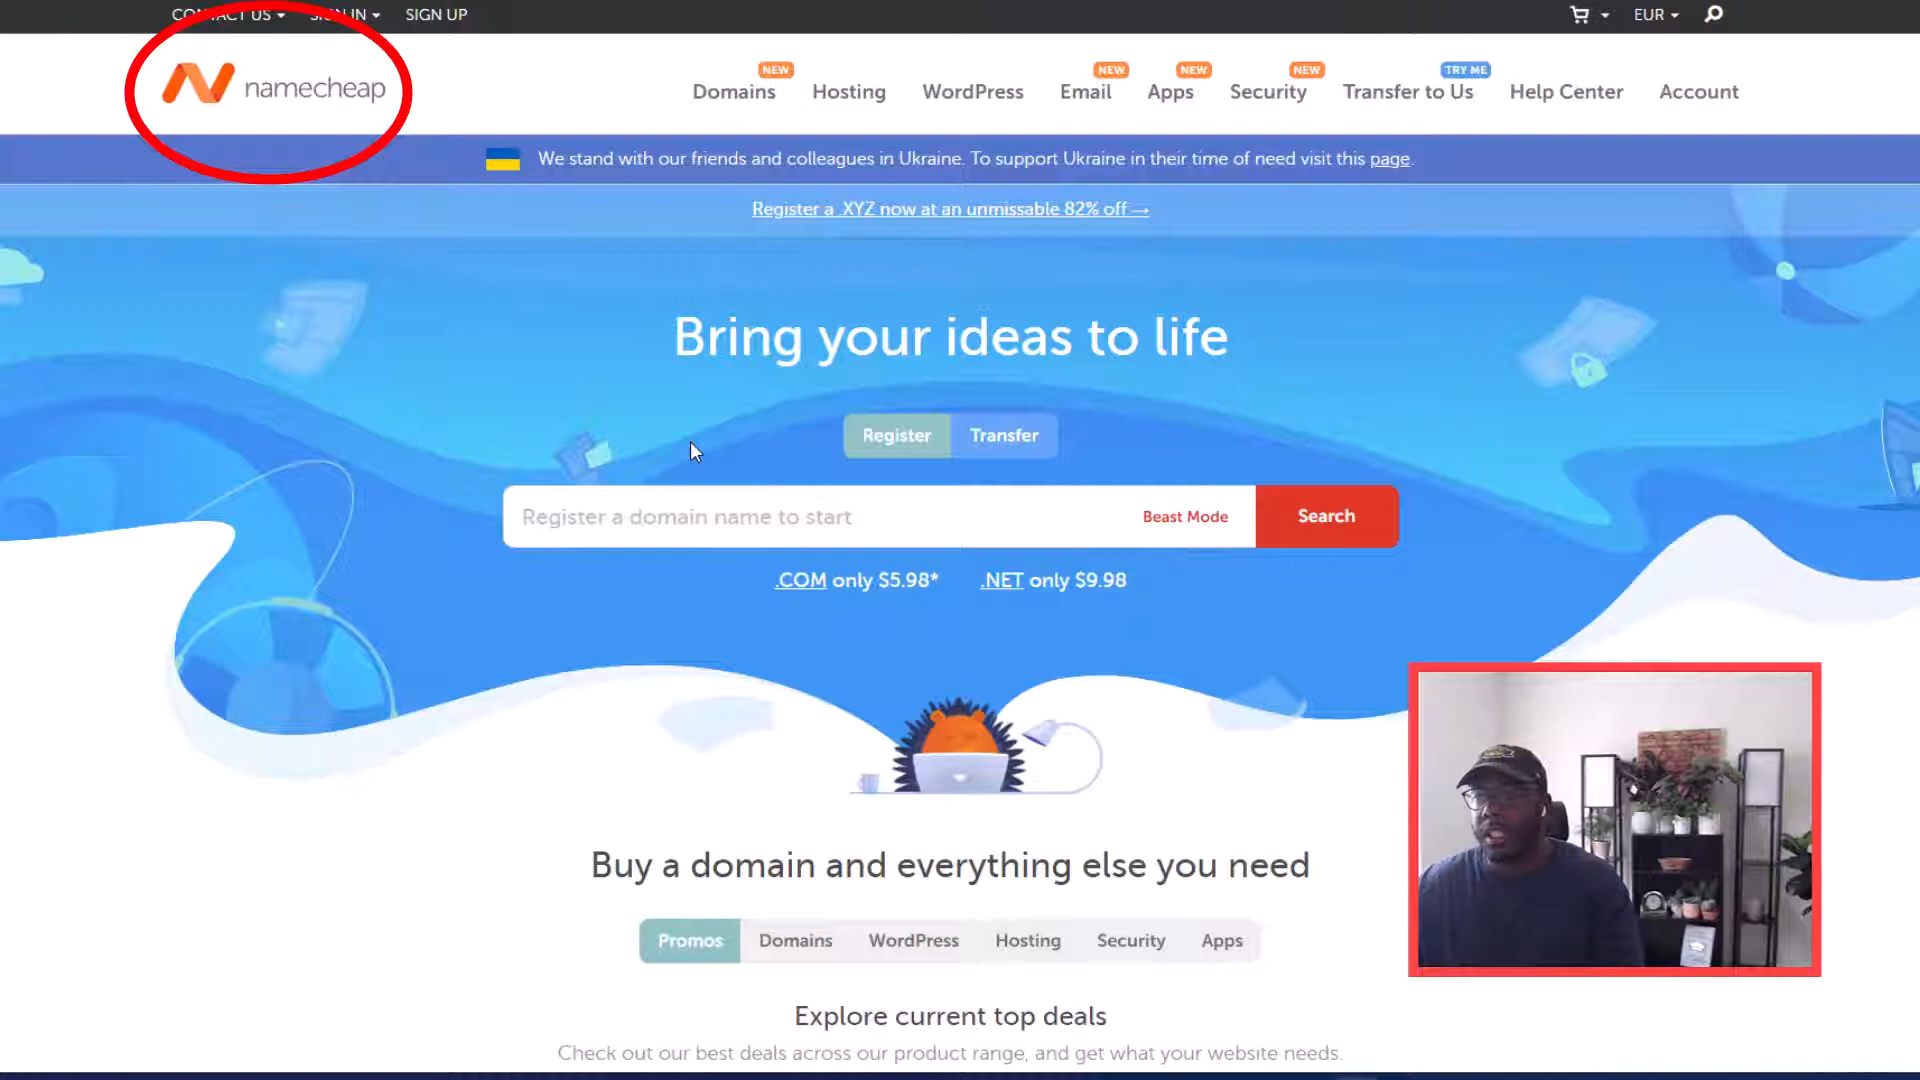 CONTACT US SIGN IN SIGN UP EUR
namecheap
NEW NEW NEW NEW TRY ME
Domains Hosting WordPress Email Apps Security Transfer to Us Help Center Account
We stand with our friends and colleagues in Ukraine. To support Ukraine in their time of need visit this page.
Register a .XYZ now at an unmissable 82% off →
Bring your ideas to life
Register Transfer
Register a domain name to start Beast Mode Search
.COM only $5.98* .NET only $9.98
Buy a domain and everything else you need
Promos Domains WordPress Hosting Security Apps
Explore current top deals
Check out our best deals across our product range, and get what your website needs.